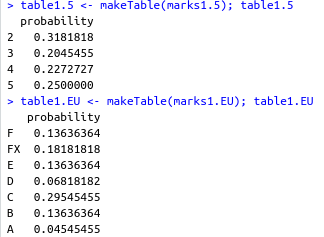 > table1.5 <- makeTable(marks1.5); table1.5
probability
2 0.3181818
3 0.2045455
4 0.2272727
5 0.2500000
> table1.EU <- makeTable(marks1.EU); table1.EU
probability
F 0.13636364
FX 0.18181818
E 0.13636364
D 0.06818182
C 0.29545455
B 0.13636364
A 0.04545455